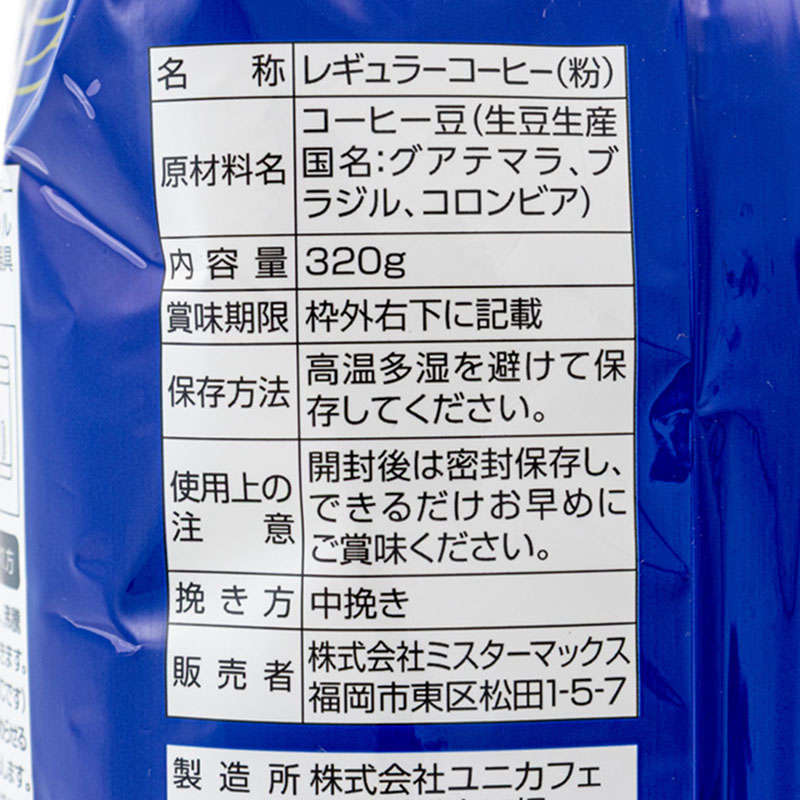 名称 レギュラーコーヒー(粉)
原材料名 コーヒー豆(生豆生産
国名:グアテマラ、ブ
ラジル、コロンビア)
内容量 320g
賞味期限 枠外右下に記載
保存方法 高温多湿を避けて保
存してください。
使用上の
注意
開封後は密封保存し、
できるだけお早めに
ご賞味ください。
挽き方 中挽き
販売者 株式会社ミスターマックス
福岡市東区松田1-5-7
製造所 株式会社ユニカフェ